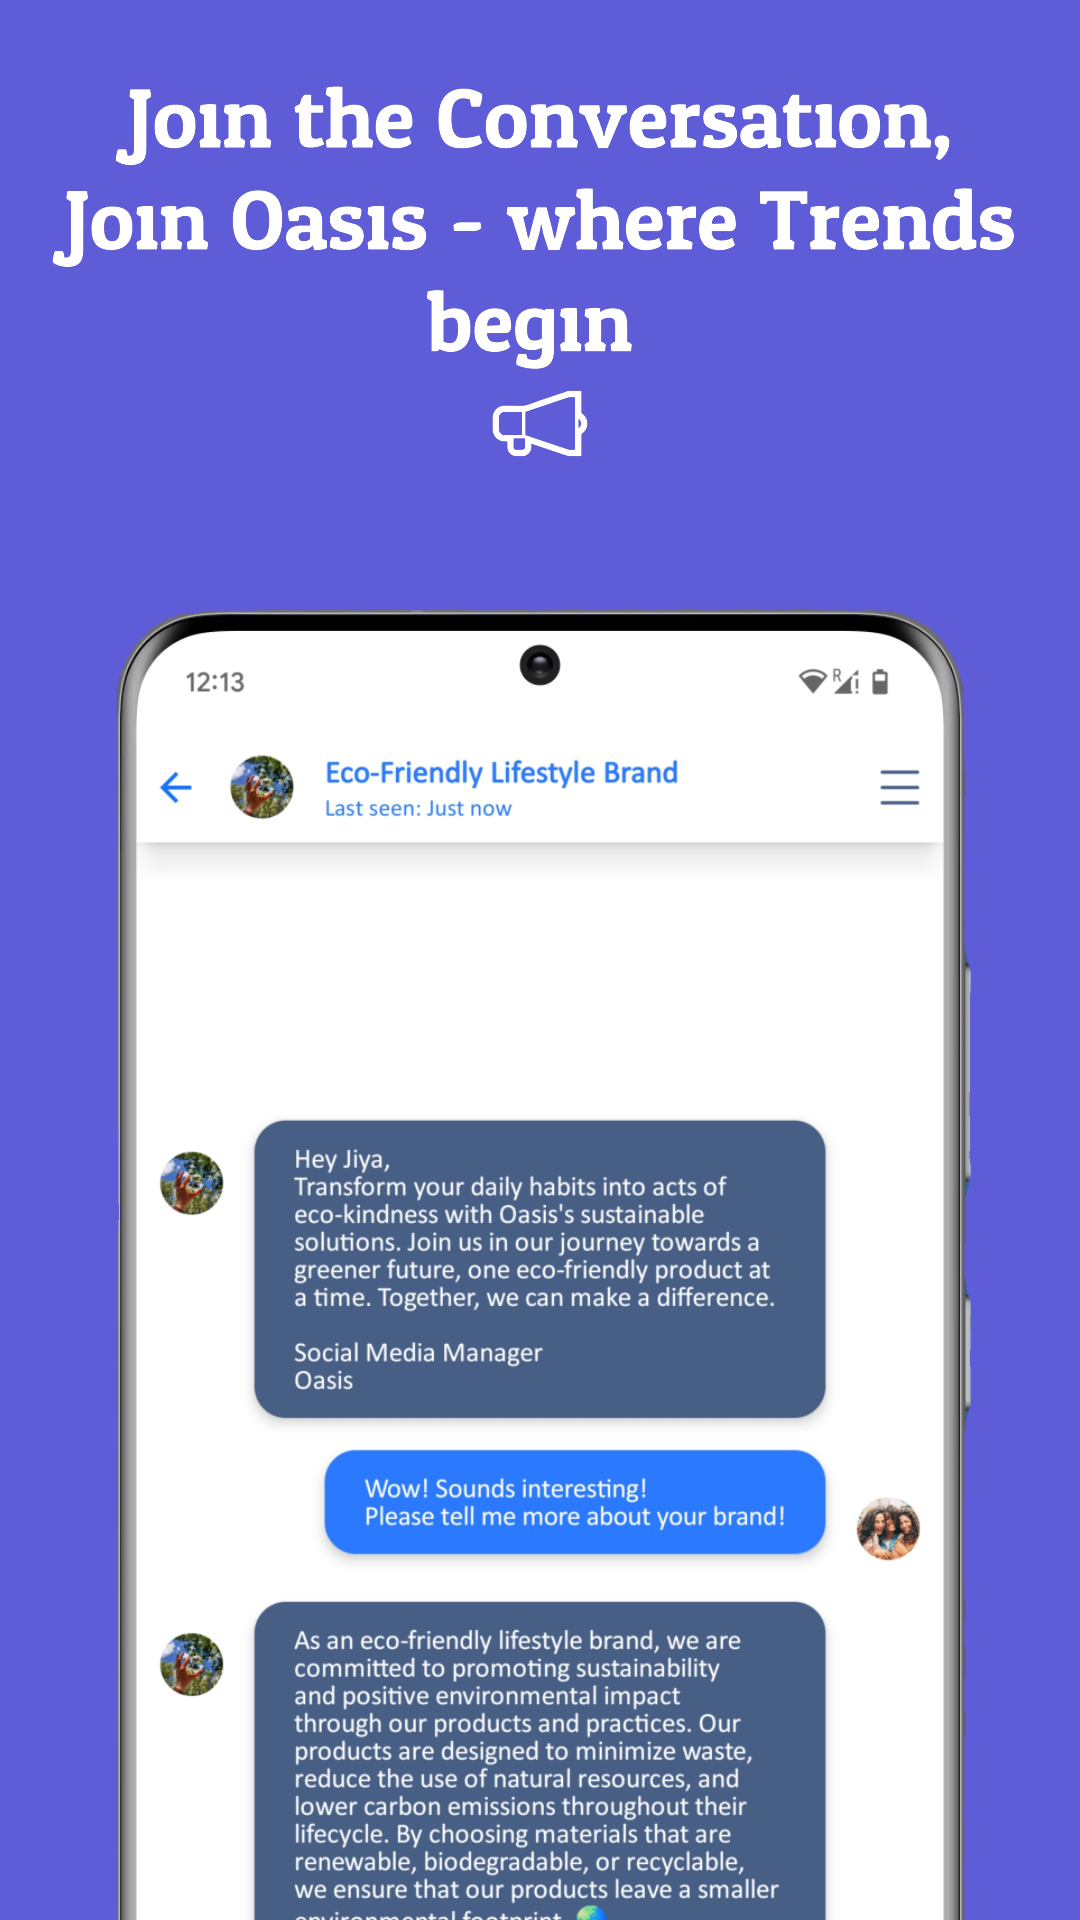 Join the Conversation,
Join Oasis - where Trends
begin
12:13
R
Eco-Friendly Lifestyle Brand
Last seen: Just now
Hey Jiya,
Transform your daily habits into acts of
eco-kindness with Oasis's sustainable
solutions. Join us in our journey towards a
greener future, one eco-friendly product at
a time. Together, we can make a difference.
Social Media Manager
Oasis
Wow! Sounds interesting!
Please tell me more about your brand!
As an eco-friendly lifestyle brand, we are
committed to promoting sustainability
and positive environmental impact
through our products and practices. Our
products are designed to minimize waste,
reduce the use of natural resources, and
lower carbon emissions throughout their
lifecycle. By choosing materials that are
renewable, biodegradable, or recyclable,
we ensure that our products leave a smaller
environmental footprint. 🌍